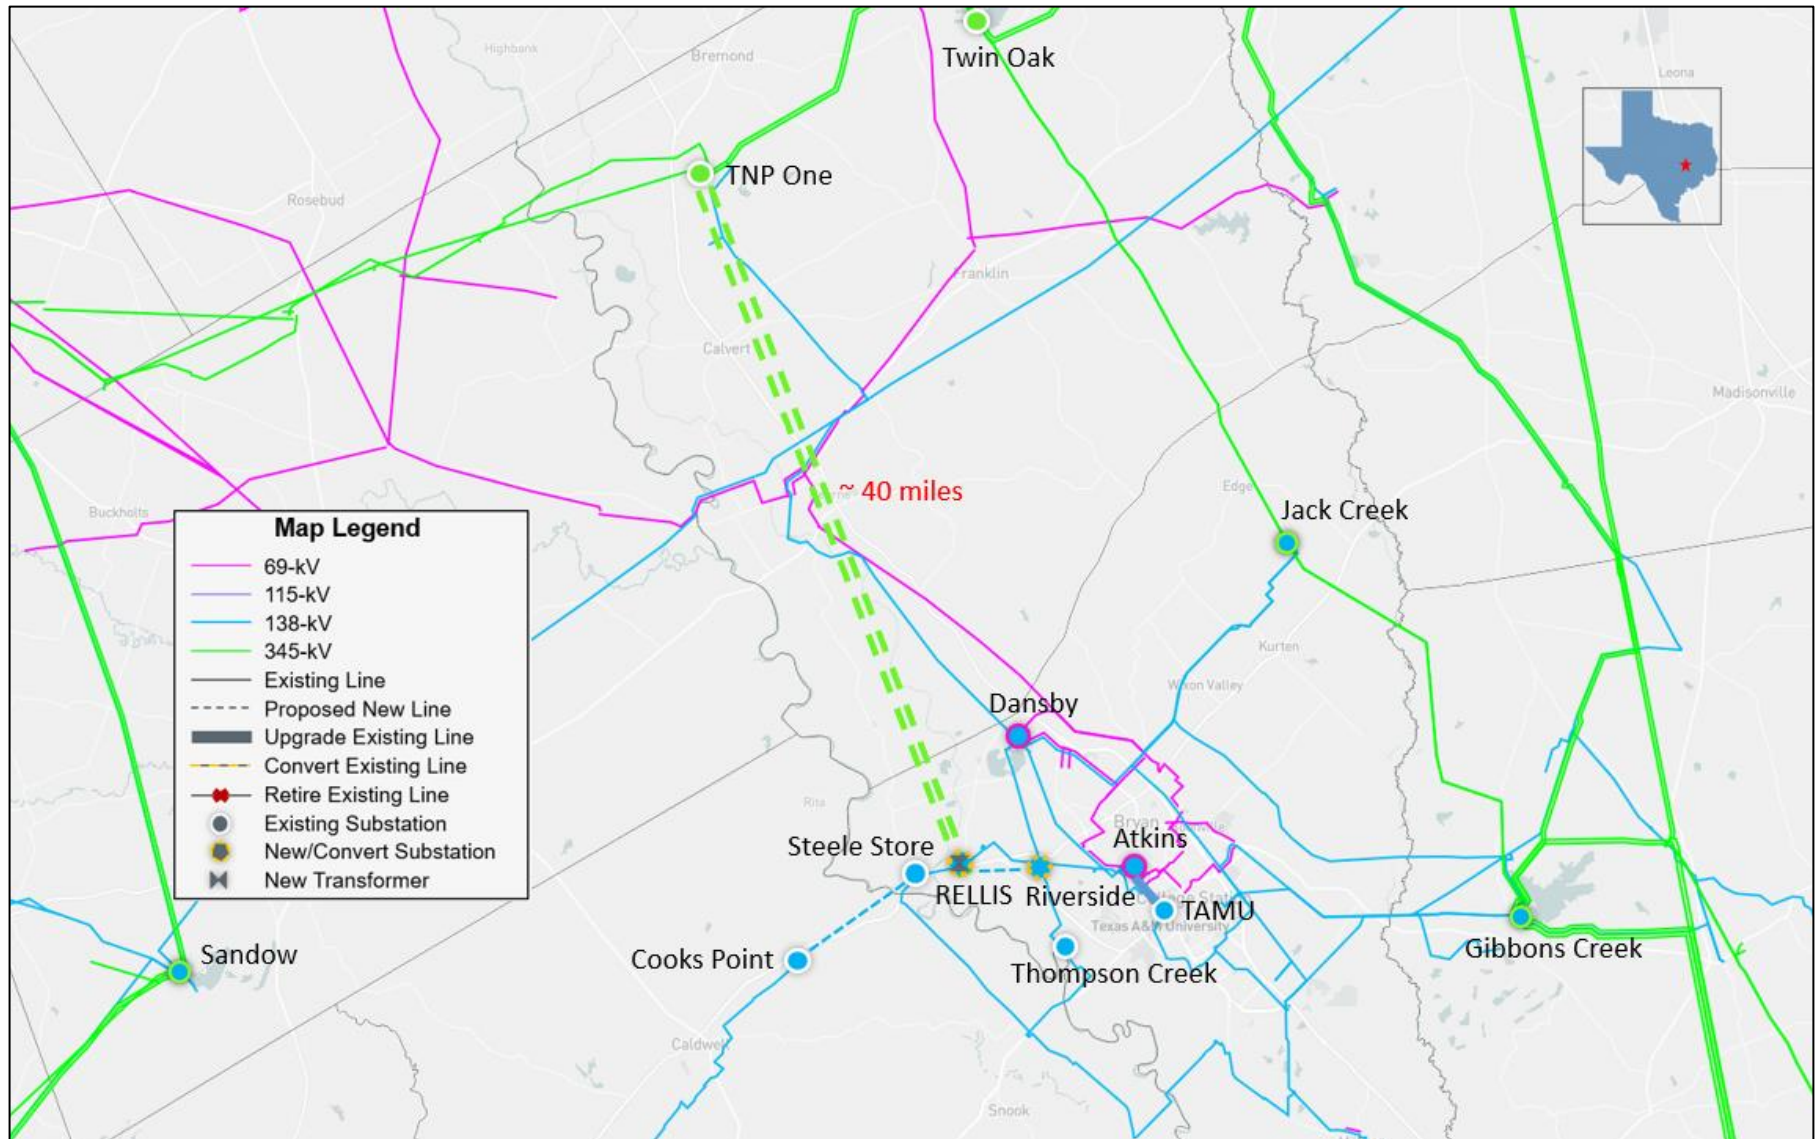 Highbank
Bremond
Twin Oak
Leona
TNP One
Rosebud
Franklin
Calvert
Madisonville
~ 40 miles
Edge
Jack Creek
Buckholts
Map Legend
69-kV
115-kV
138-kV
345-kV
Existing Line
Proposed New Line
Upgrade Existing Line
Convert Existing Line
Retire Existing Line
Existing Substation
New/Convert Substation
New Transformer
Kurten
Wixon Valley
Dansby
Rita
Bryan
Atkins
Steele Store
RELLIS
Riverside
TAMU
Texas A&M University
Gibbons Creek
Sandow
Cooks Point
Thompson Creek
Caldwell
Snook